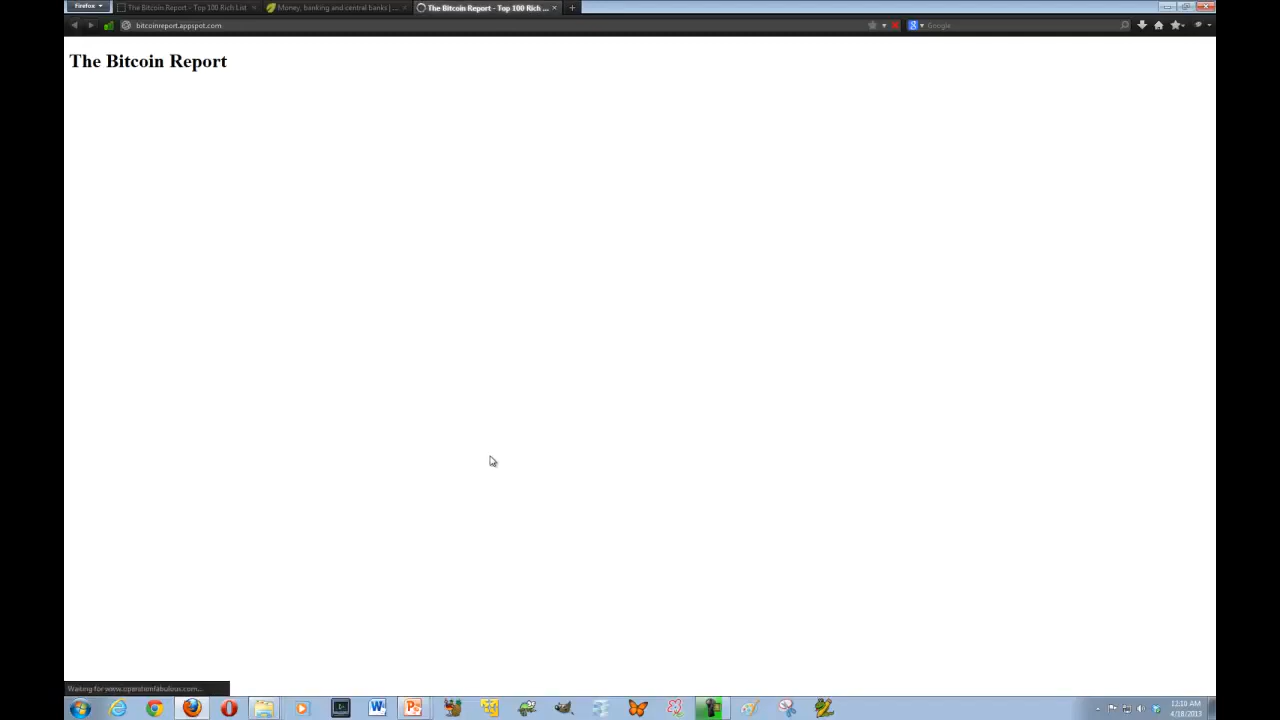 Firefox
The Bitcoin Report - Top 100 Rich List
Money, banking and central banks | ...
The Bitcoin Report - Top 100 Rich ...
bitcoinreport.appspot.com
Google
The Bitcoin Report
12:10 AM
4/18/2013